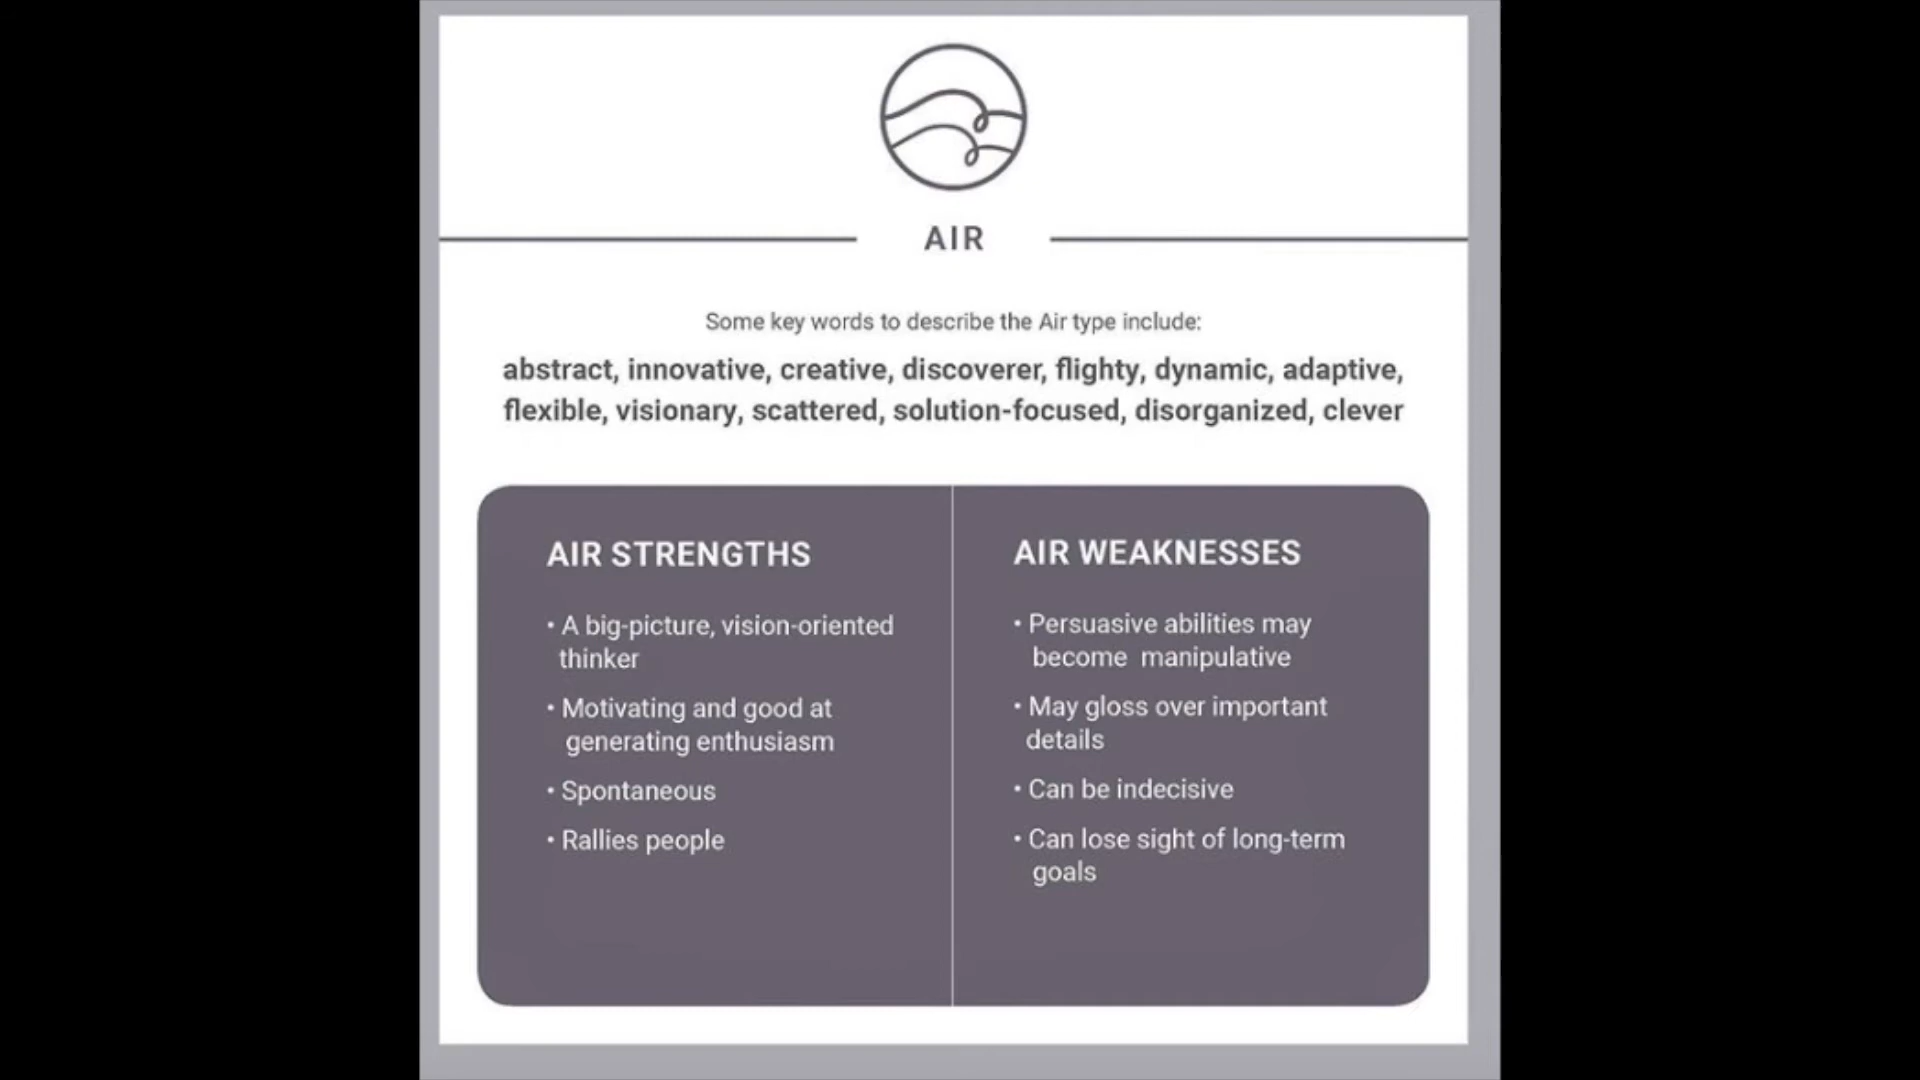 AIR
Some key words to describe the Air type include:
abstract, innovative, creative, discoverer, flighty, dynamic, adaptive,
flexible, visionary, scattered, solution-focused, disorganized, clever
AIR STRENGTHS
• A big-picture, vision-oriented
thinker
• Motivating and good at
generating enthusiasm
• Spontaneous
• Rallies people
AIR WEAKNESSES
• Persuasive abilities may
become manipulative
• May gloss over important
details
• Can be indecisive
• Can lose sight of long-term
goals